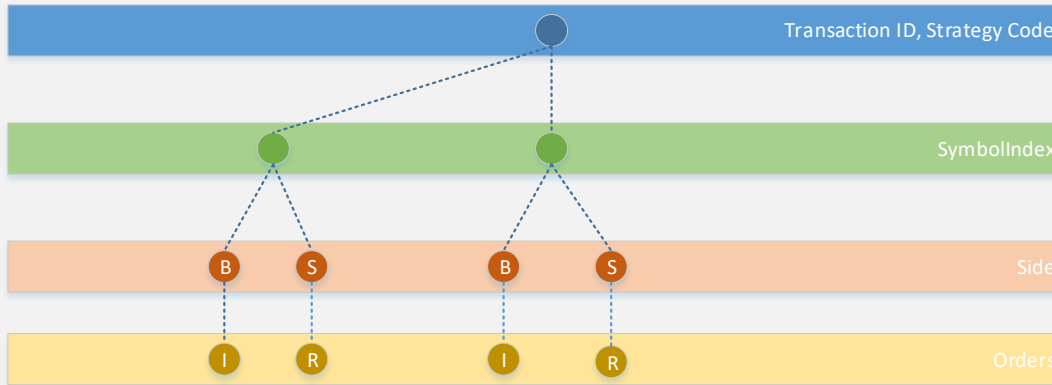 Transaction ID, Strategy Code
SymbolIndex
B S B S Side
I R I R Orders